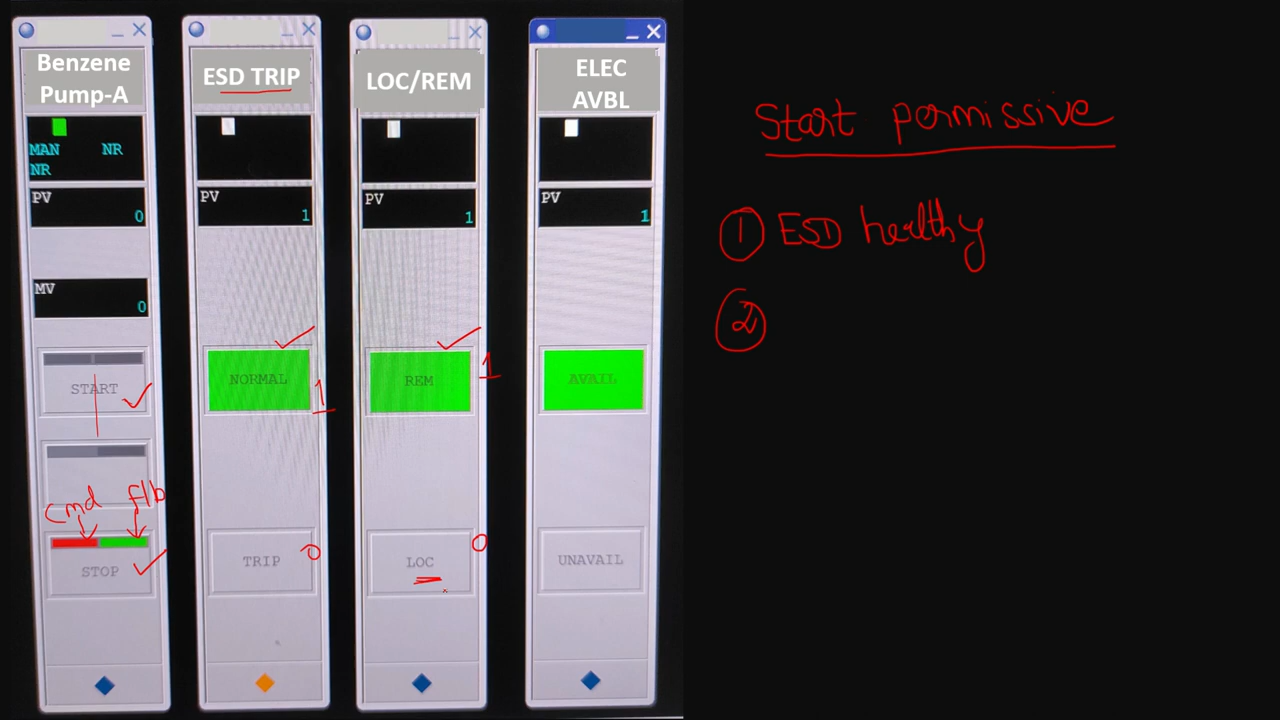 Benzene
Pump-A
MAN NR
NR
PV
0
MV
0
START
Cmd f/b
STOP
ESD TRIP
PV
1
NORMAL
1
TRIP
0
LOC/REM
PV
1
REM
1
LOC
0
ELEC
AVBL
PV
1
AVAIL
UNAVAIL
Start permissive
1 ESD healthy
2